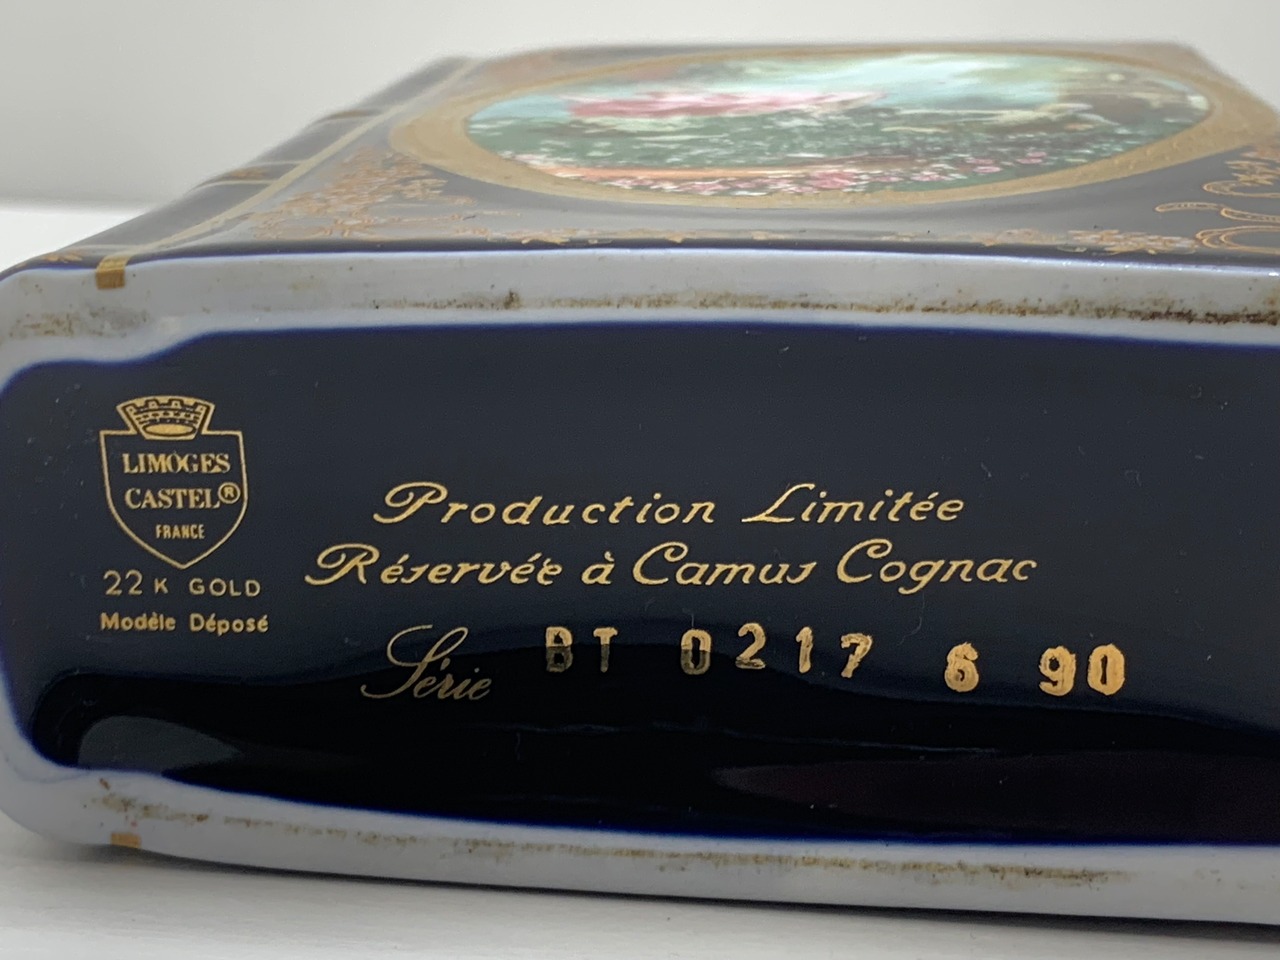 LIMOGES
CASTEL®
FRANCE
22 K GOLD
Modèle Déposé
Production Limitée
Réservée à Camus Cognac
Série BT 0217 6 90